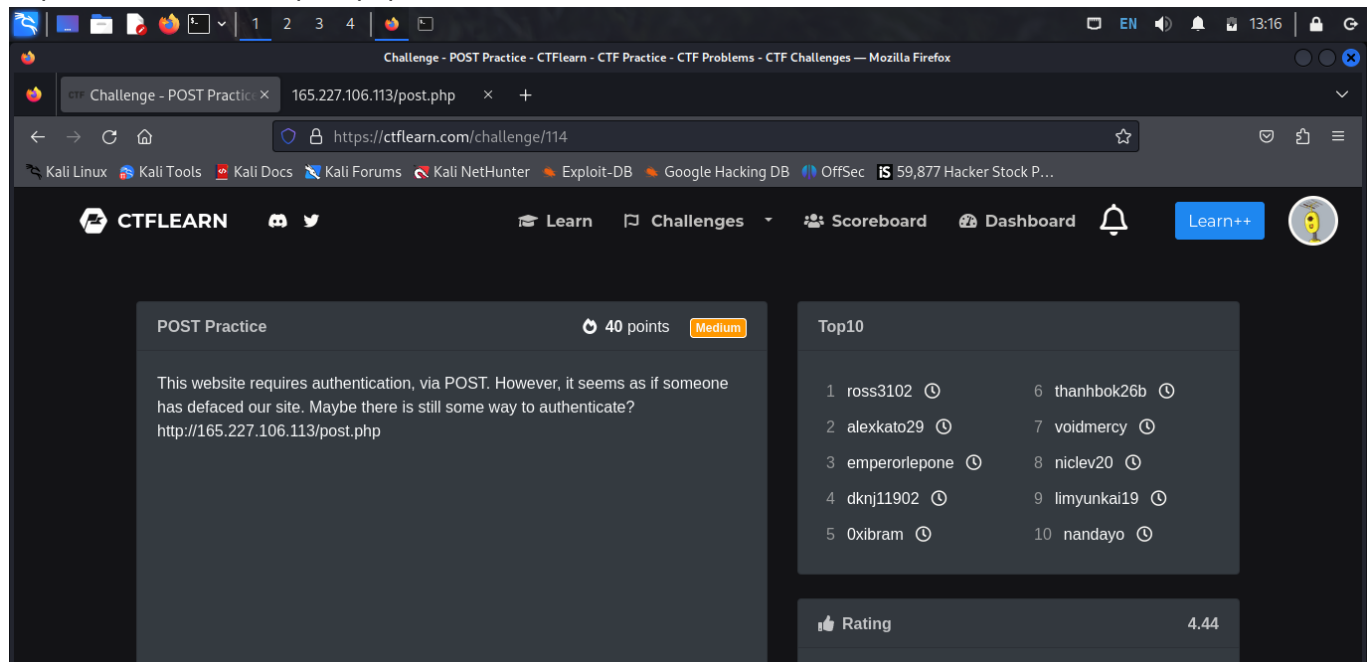 1 2 3 4 EN 13:16
Challenge - POST Practice - CTFlearn - CTF Practice - CTF Problems - CTF Challenges — Mozilla Firefox
CTF Challenge - POST Practice × 165.227.106.113/post.php × +
https://ctflearn.com/challenge/114
Kali Linux Kali Tools Kali Docs Kali Forums Kali NetHunter Exploit-DB Google Hacking DB OffSec iS 59,877 Hacker Stock P...
CTFLEARN Learn Challenges Scoreboard Dashboard Learn++
POST Practice 40 points Medium
This website requires authentication, via POST. However, it seems as if someone
has defaced our site. Maybe there is still some way to authenticate?
http://165.227.106.113/post.php
Top10
1 ross3102 6 thanhbok26b
2 alexkato29 7 voidmercy
3 emperorlepone 8 niclev20
4 dknj11902 9 limyunkai19
5 0xibram 10 nandayo
Rating 4.44